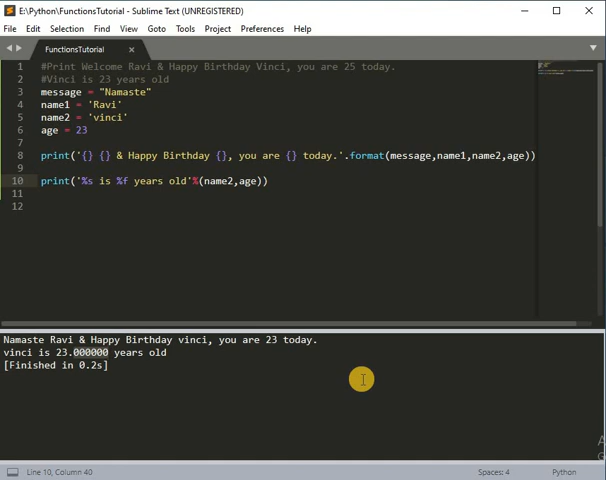 E:\Python\FunctionsTutorial - Sublime Text (UNREGISTERED)
File Edit Selection Find View Goto Tools Project Preferences Help
FunctionsTutorial
1 #Print Welcome Ravi & Happy Birthday Vinci, you are 25 today.
2 #Vinci is 23 years old
3 message = "Namaste"
4 name1 = 'Ravi'
5 name2 = 'vinci'
6 age = 23
7
8 print('{} {} & Happy Birthday {}, you are {} today.'.format(message,name1,name2,age))
9
10 print('%s is %f years old'%(name2,age))
11
12
Namaste Ravi & Happy Birthday vinci, you are 23 today.
vinci is 23.000000 years old
[Finished in 0.2s]
Line 10, Column 40 Spaces: 4 Python